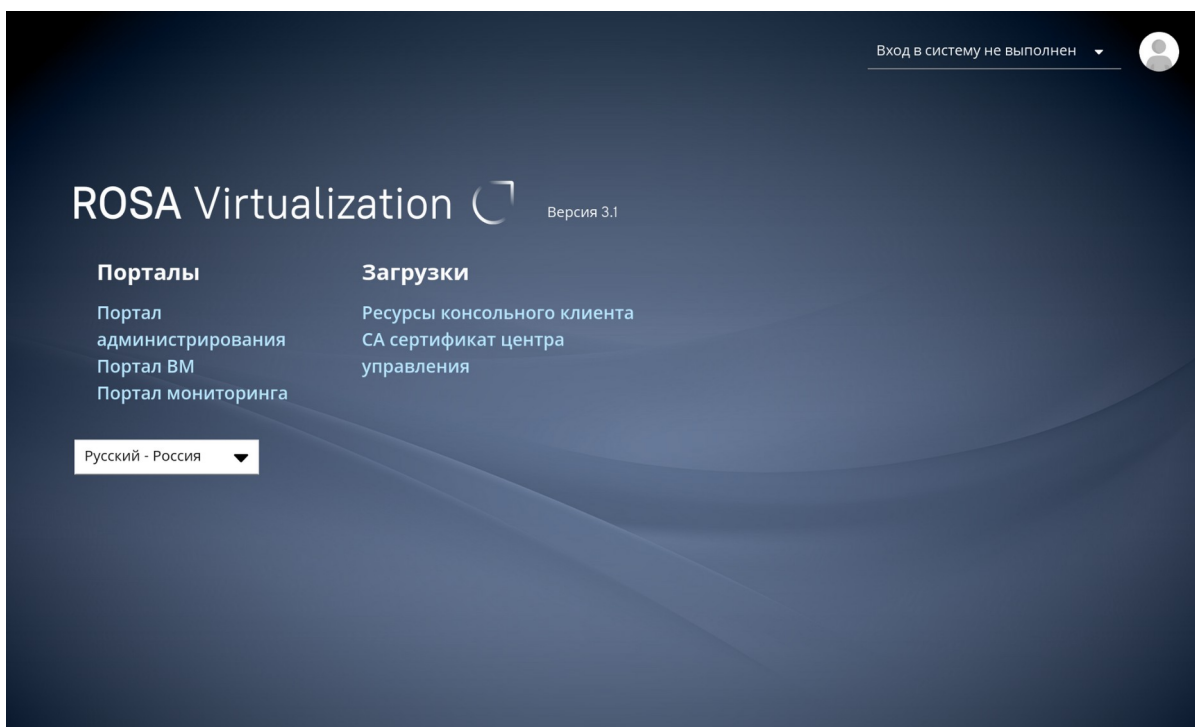 Вход в систему не выполнен
ROSA Virtualization
Версия 3.1
Порталы
Портал
администрирования
Портал ВМ
Портал мониторинга
Загрузки
Ресурсы консольного клиента
CA сертификат центра
управления
Русский - Россия